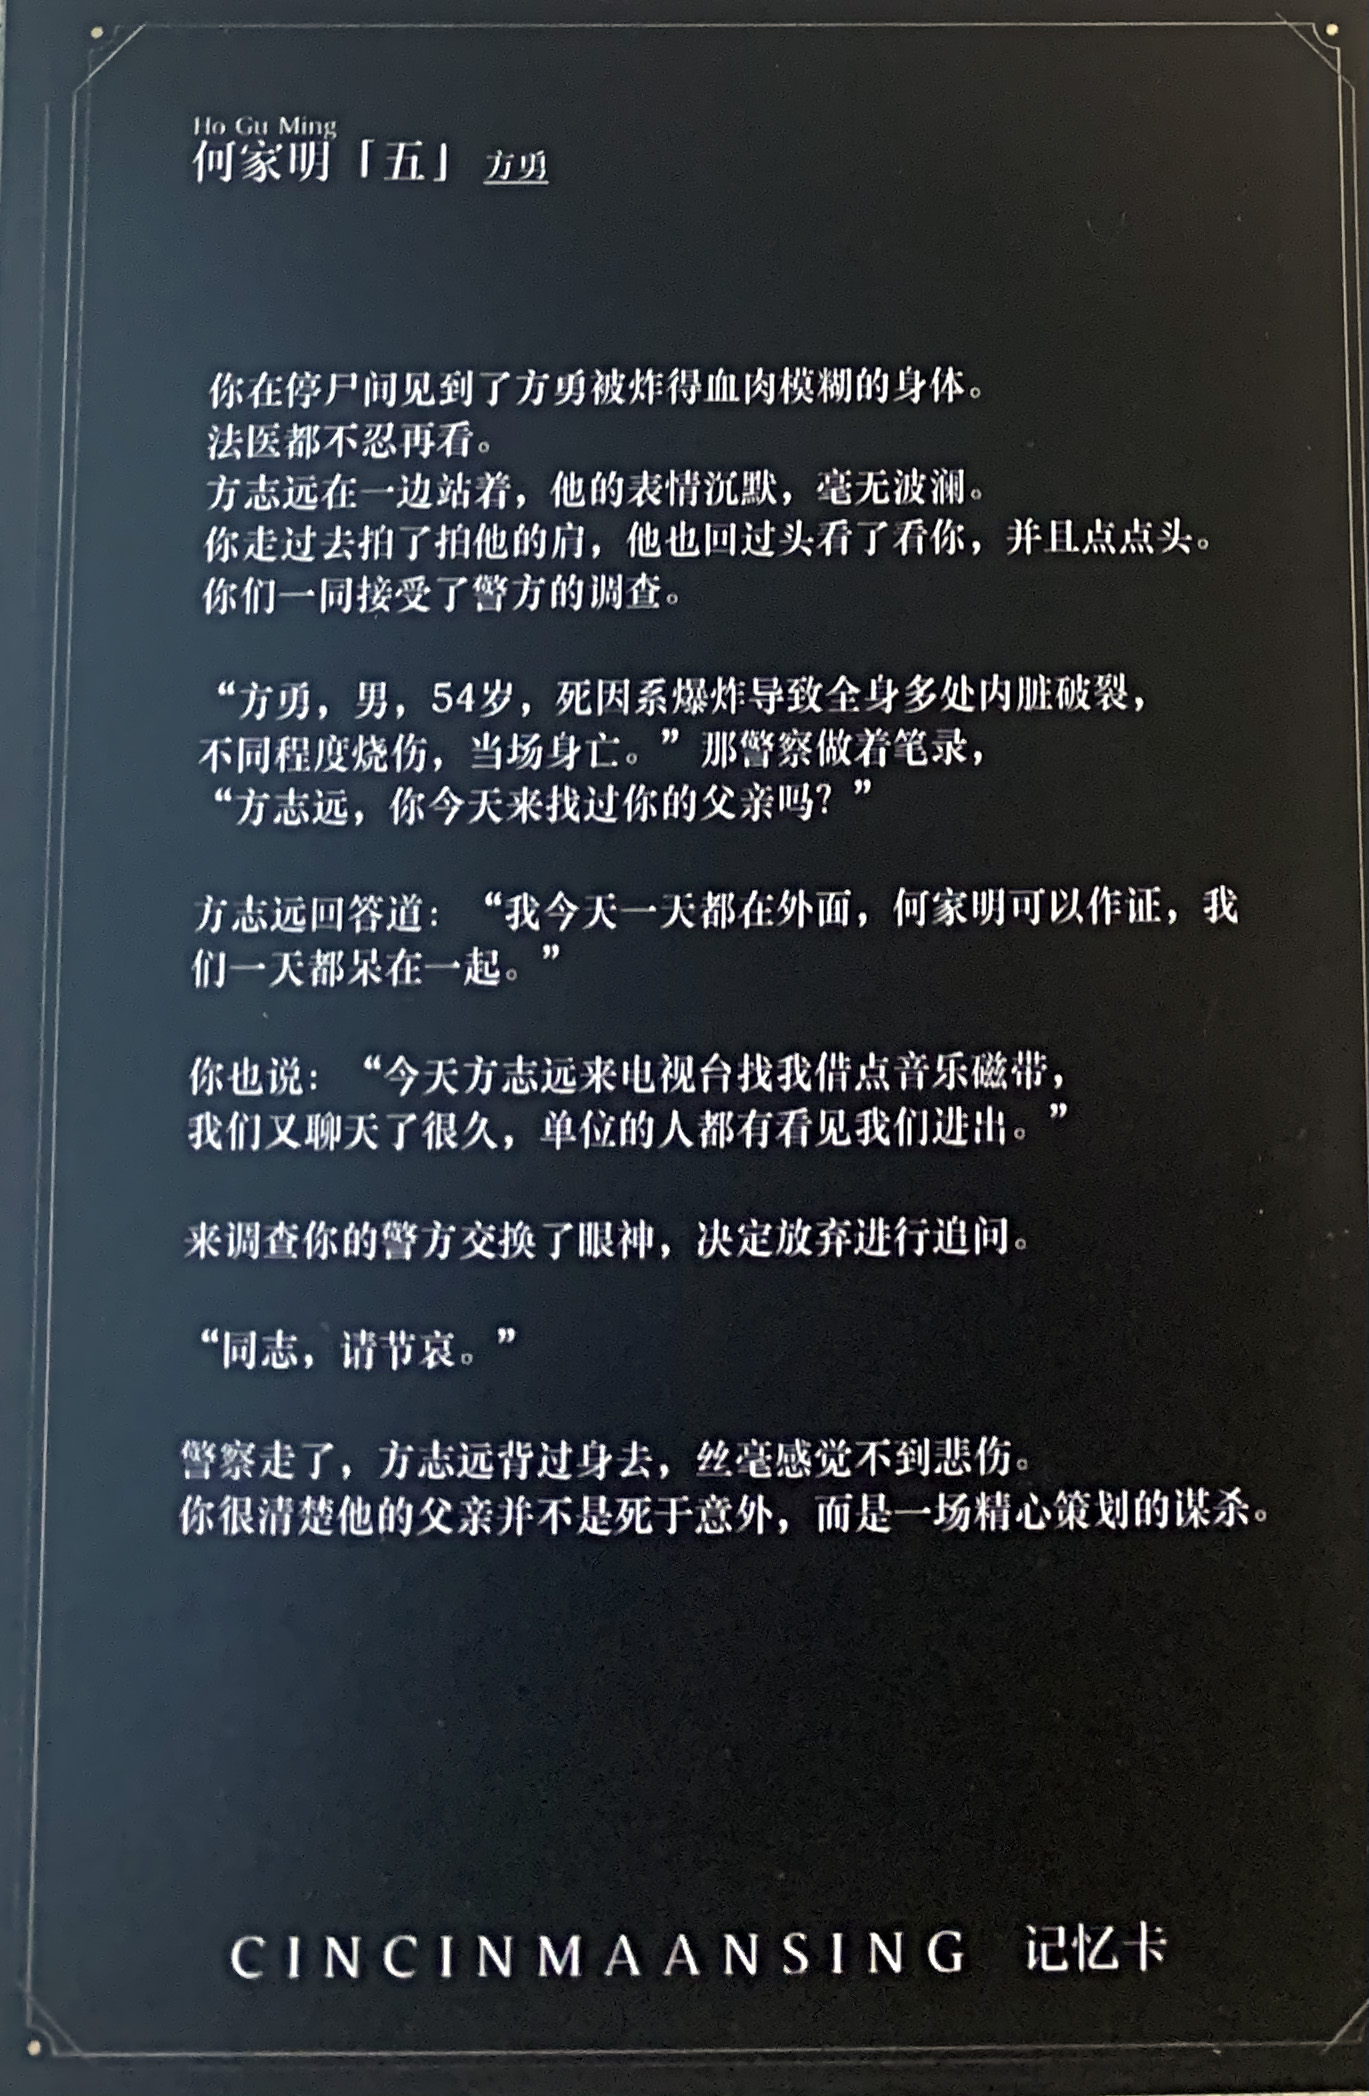 Ho Gu Ming
何家明「五」 方勇
你在停尸间见到了方勇被炸得血肉模糊的身体。
法医都不忍再看。
方志远在一边站着，他的表情沉默，毫无波澜。
你走过去拍了拍他的肩，他也回过头看了看你，并且点点头。
你们一同接受了警方的调查。
“方勇，男，54岁，死因系爆炸导致全身多处内脏破裂，
不同程度烧伤，当场身亡。”那警察做着笔录，
“方志远，你今天来找过你的父亲吗？”
方志远回答道：“我今天一天都在外面，何家明可以作证，我
们一天都呆在一起。”
你也说：“今天方志远来电视台找我借点音乐磁带，
我们又聊天了很久，单位的人都有看见我们进出。”
来调查你的警方交换了眼神，决定放弃进行追问。
“同志，请节哀。”
警察走了，方志远背过身去，丝毫感觉不到悲伤。
你很清楚他的父亲并不是死于意外，而是一场精心策划的谋杀。
CINCINMAANSING 记忆卡